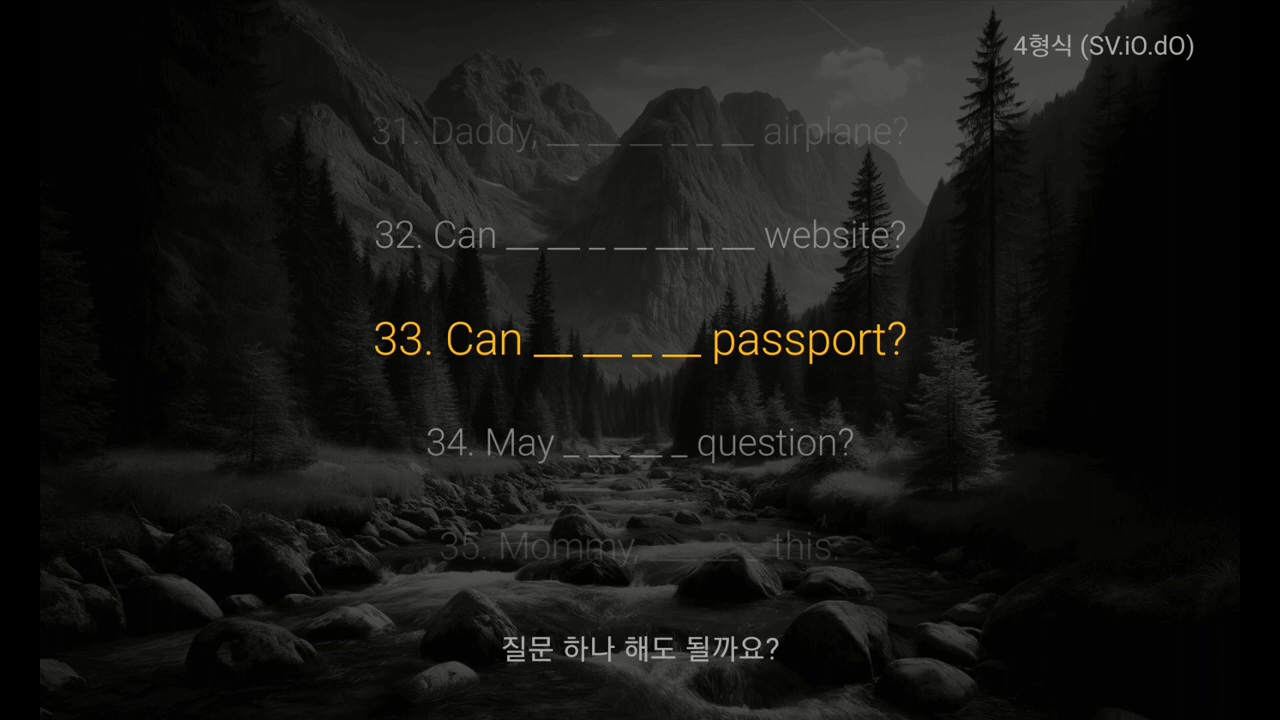 4형식 (SV.iO.dO)
31. Daddy, __ __ __ _ _ __ airplane?
32. Can __ __ _ __ __ _ __ website?
33. Can __ __ _ __ passport?
34. May _ __ __ _ question?
35. Mommy, this.
질문 하나 해도 될까요?